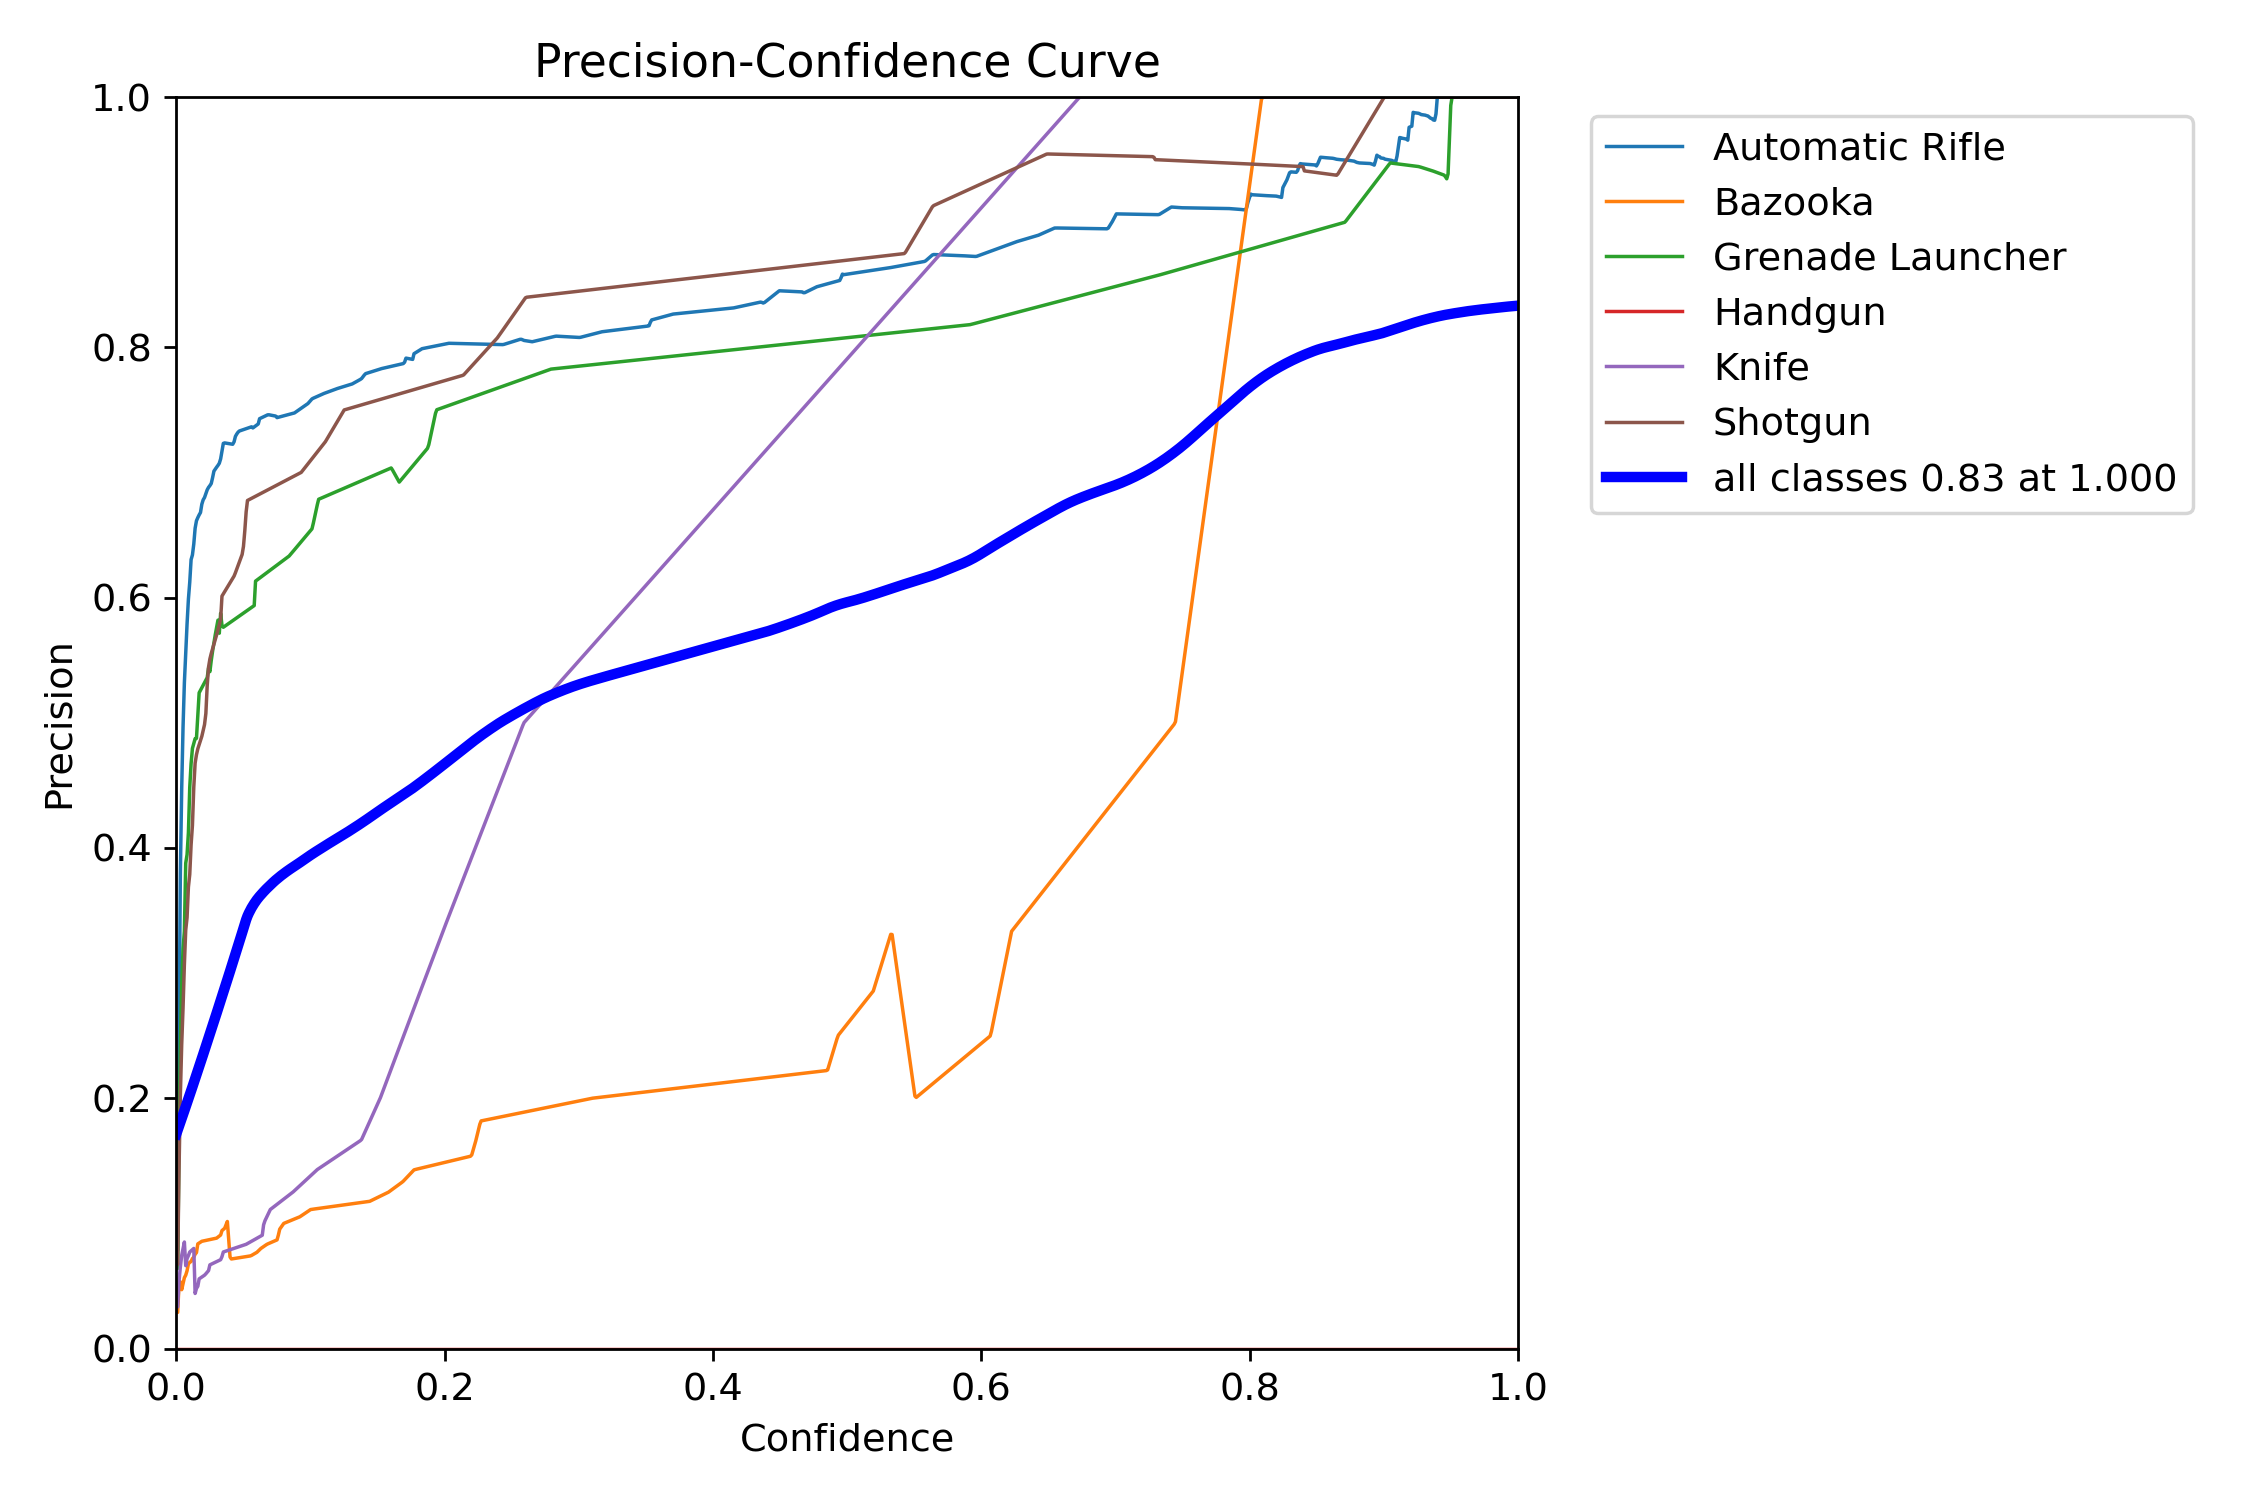 Precision-Confidence Curve
1.0
0.8
0.6
0.4
0.2
0.0
Precision
0.0 0.2 0.4 0.6 0.8 1.0
Confidence
Automatic Rifle
Bazooka
Grenade Launcher
Handgun
Knife
Shotgun
all classes 0.83 at 1.000